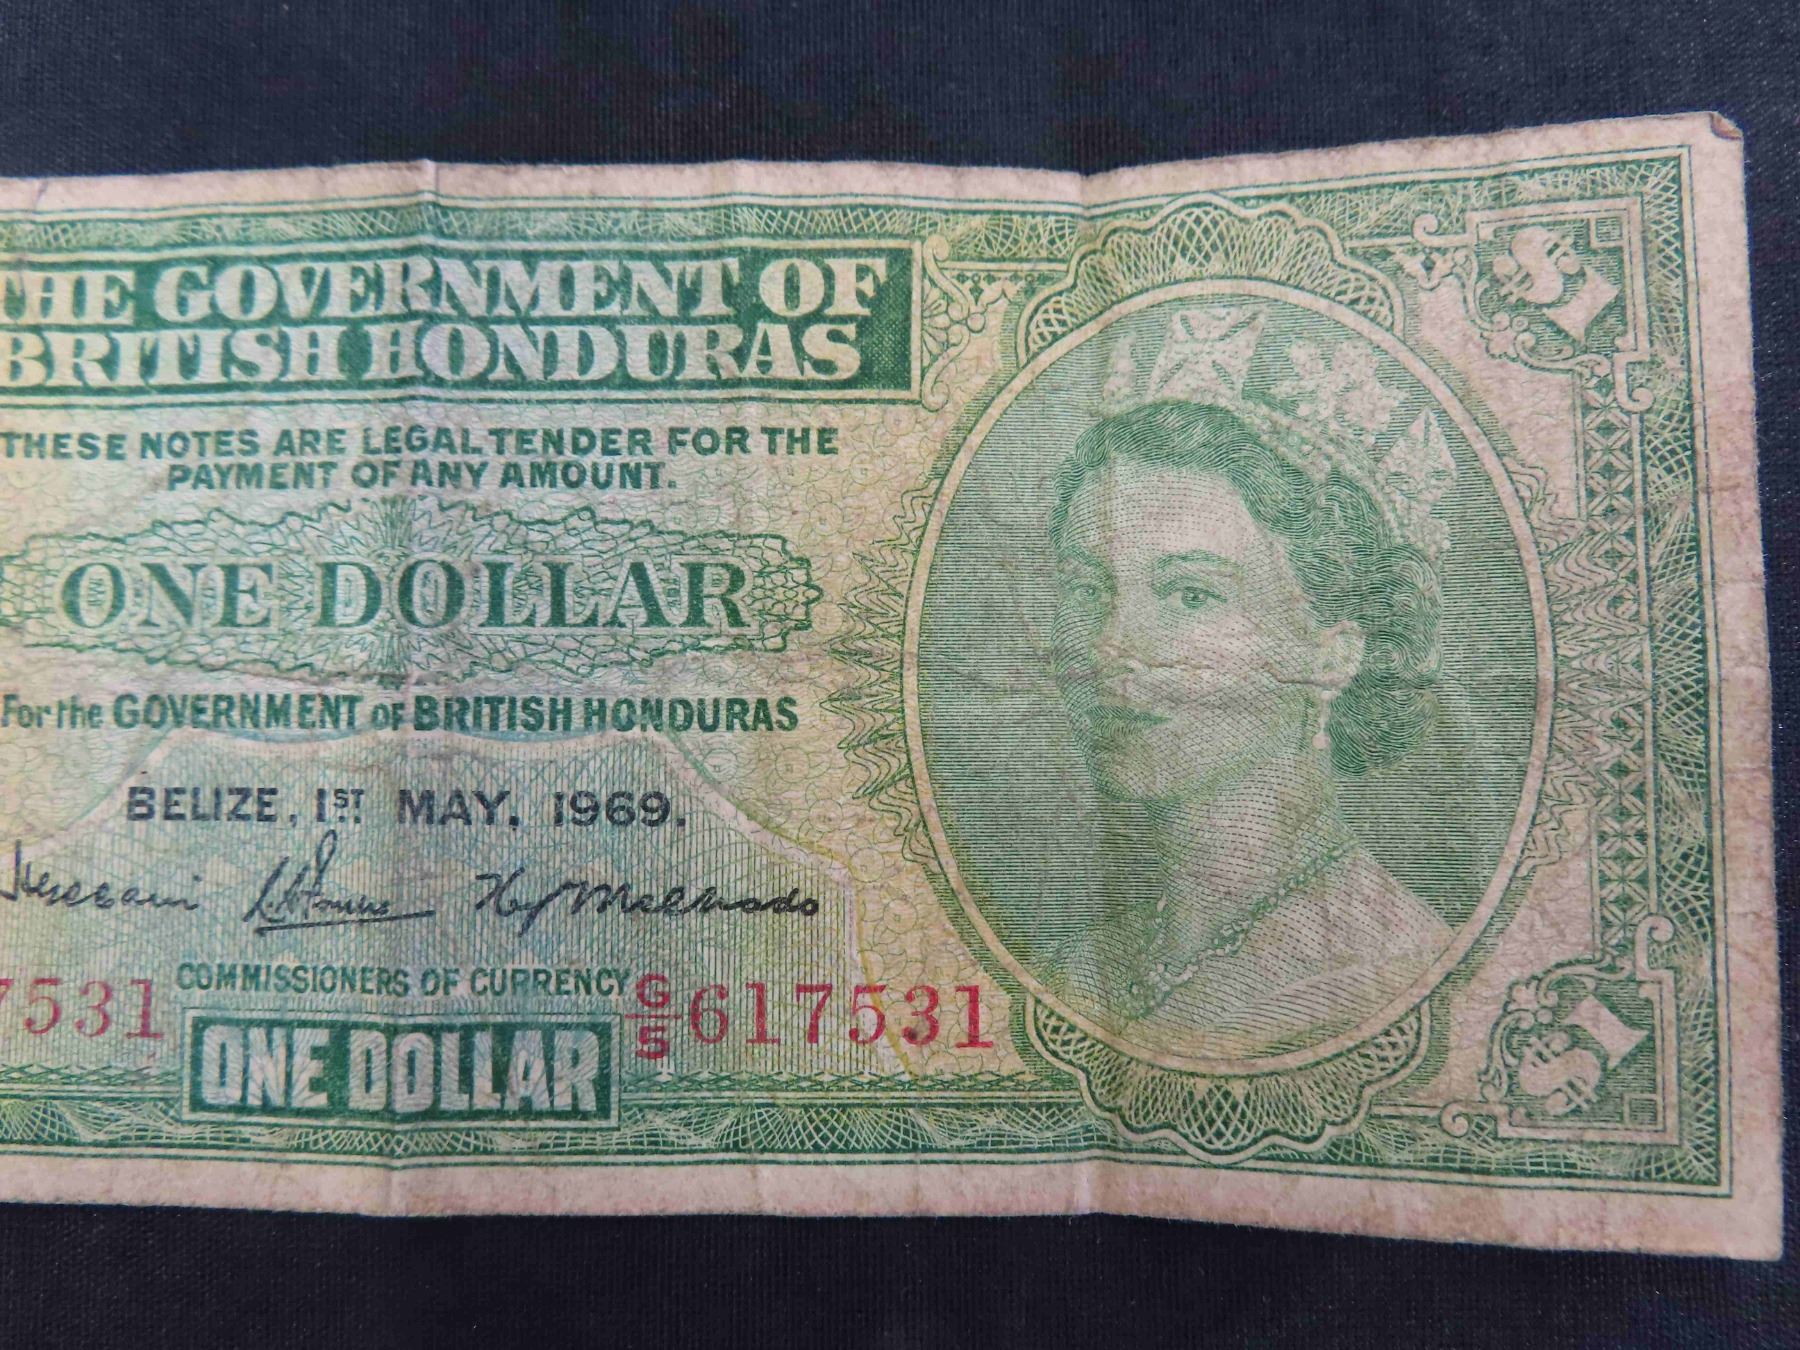 THE GOVERNMENT OF
BRITISH HONDURAS
$1
THESE NOTES ARE LEGAL TENDER FOR THE
PAYMENT OF ANY AMOUNT.
ONE DOLLAR
For the GOVERNMENT OF BRITISH HONDURAS
BELIZE, 1ST MAY, 1969.
COMMISSIONERS OF CURRENCY
7531
G/5 617531
ONE DOLLAR
$1